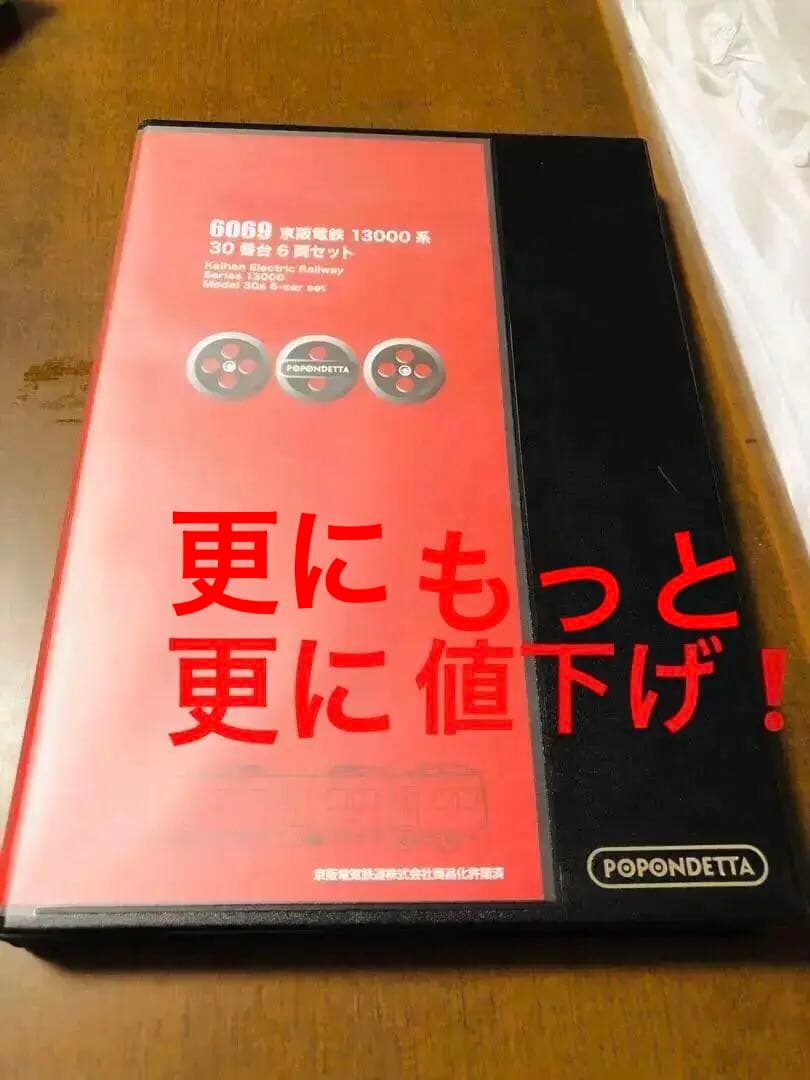 6069 京阪電鉄 13000系
30番台6両セット
Keihan Electric Railway
Series 13000
Model 30s 6-car set
POPONDETTA
更に もっと
更に 値下げ！
京阪電気鉄道株式会社商品化許諾済
POPONDETTA